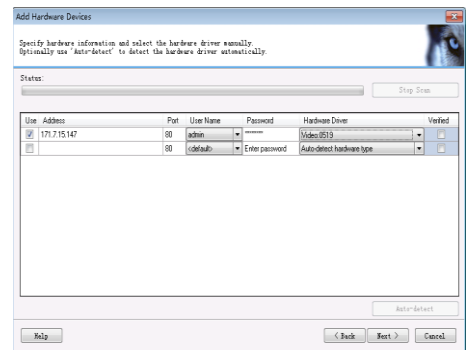 Add Hardware Devices
Specify hardware information and select the hardware driver manually.
Optionally use 'Auto-detect' to detect the hardware driver automatically.
Status:
Stop Scan
Use Address Port User Name Password Hardware Driver Verified
171.7.15.147 80 admin ******** Video 0519
80 <default> Enter password Auto-detect hardware type
Auto-detect
Help < Back Next > Cancel